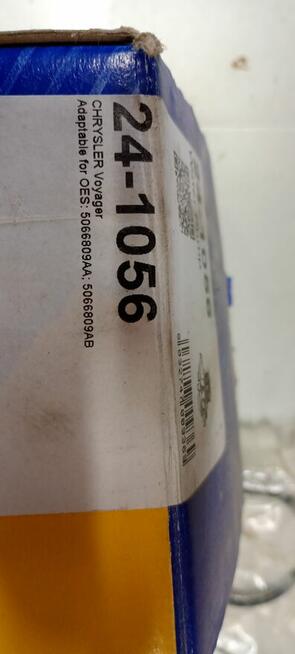 24-1056
CHRYSLER Voyager
Adaptable for OES: 5066809AA; 5066809AB